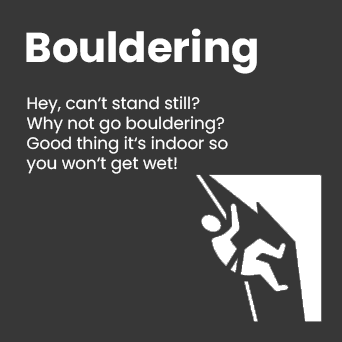 Bouldering
Hey, can't stand still?
Why not go bouldering?
Good thing it's indoor so
you won't get wet!